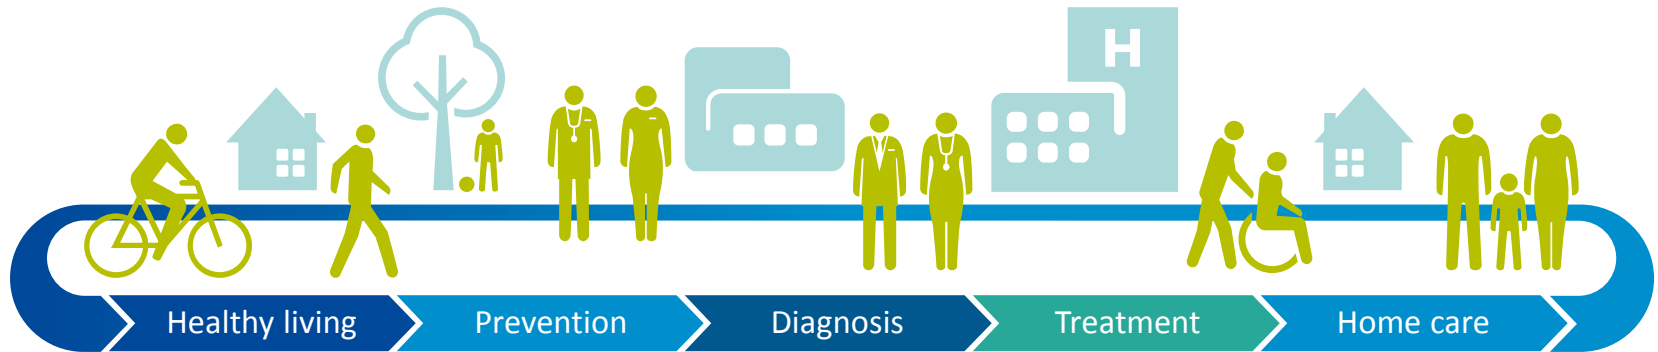 H
Healthy living
Prevention
Diagnosis
Treatment
Home care